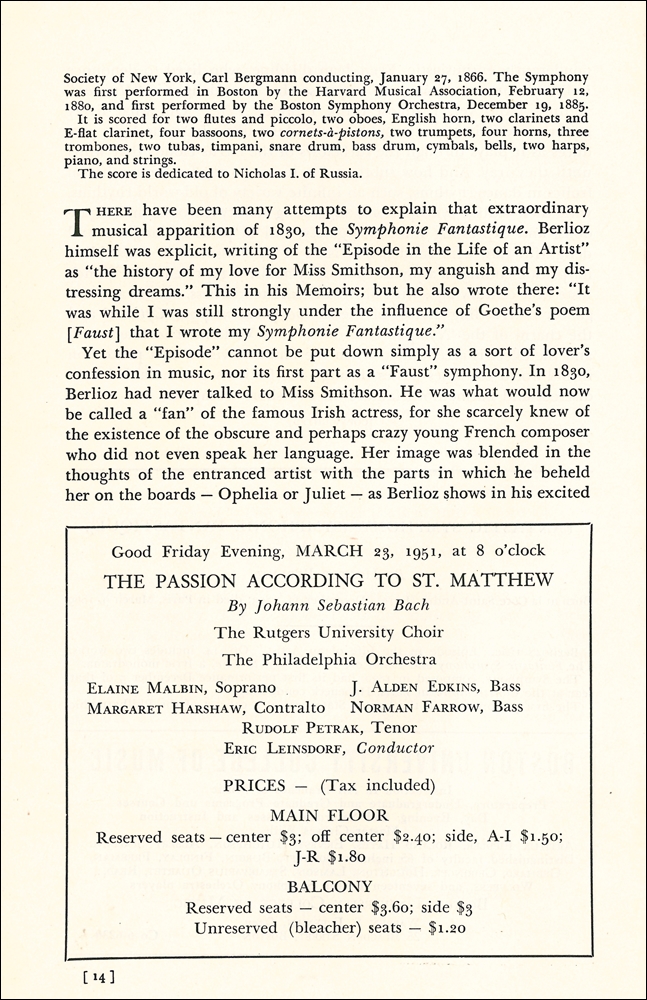 Society of New York, Carl Bergmann conducting, January 27, 1866. The Symphony
was first performed in Boston by the Harvard Musical Association, February 12,
1880, and first performed by the Boston Symphony Orchestra, December 19, 1885.
It is scored for two flutes and piccolo, two oboes, English horn, two clarinets and
E-flat clarinet, four bassoons, two cornets-à-pistons, two trumpets, four horns, three
trombones, two tubas, timpani, snare drum, bass drum, cymbals, bells, two harps,
piano, and strings.
The score is dedicated to Nicholas I. of Russia.
THERE have been many attempts to explain that extraordinary
musical apparition of 1830, the Symphonie Fantastique. Berlioz
himself was explicit, writing of the “Episode in the Life of an Artist”
as “the history of my love for Miss Smithson, my anguish and my dis-
tressing dreams.” This in his Memoirs; but he also wrote there: “It
was while I was still strongly under the influence of Goethe’s poem
[Faust] that I wrote my Symphonie Fantastique.”
Yet the “Episode” cannot be put down simply as a sort of lover’s
confession in music, nor its first part as a “Faust” symphony. In 1830,
Berlioz had never talked to Miss Smithson. He was what would now
be called a “fan” of the famous Irish actress, for she scarcely knew of
the existence of the obscure and perhaps crazy young French composer
who did not even speak her language. Her image was blended in the
thoughts of the entranced artist with the parts in which he beheld
her on the boards — Ophelia or Juliet — as Berlioz shows in his excited
Good Friday Evening, MARCH 23, 1951, at 8 o’clock
THE PASSION ACCORDING TO ST. MATTHEW
By Johann Sebastian Bach
The Rutgers University Choir
The Philadelphia Orchestra
ELAINE MALBIN, Soprano J. ALDEN EDKINS, Bass
MARGARET HARSHAW, Contralto NORMAN FARROW, Bass
RUDOLF PETRAK, Tenor
ERIC LEINSDORF, Conductor
PRICES — (Tax included)
MAIN FLOOR
Reserved seats — center $3; off center $2.40; side, A-I $1.50;
J-R $1.80
BALCONY
Reserved seats — center $3.60; side $3
Unreserved (bleacher) seats — $1.20
[ 14 ]